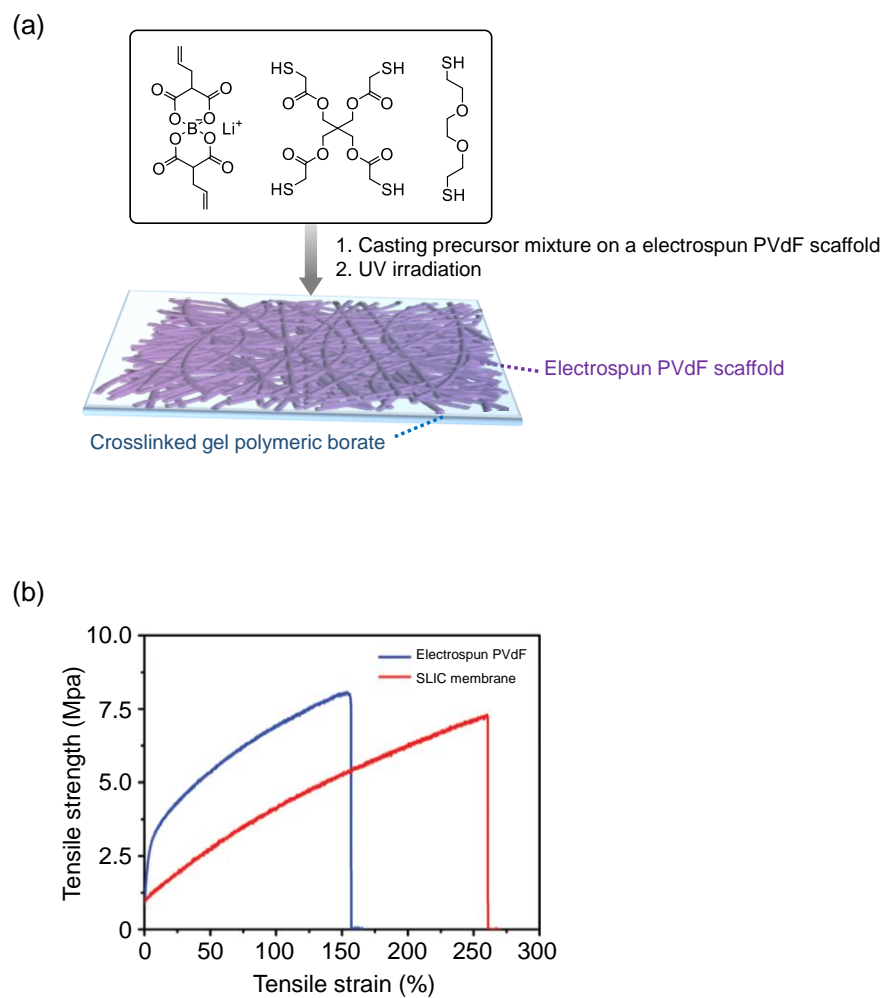 (a)
O O
O O
B−
O O
O O
Li+
HS SH
O O O O
O O O O
HS SH
SH
O
O
SH
1. Casting precursor mixture on a electrospun PVdF scaffold
2. UV irradiation
Electrospun PVdF scaffold
Crosslinked gel polymeric borate
(b)
10.0
7.5
5.0
2.5
0
Tensile strength (Mpa)
Electrospun PVdF
SLIC membrane
0 50 100 150 200 250 300
Tensile strain (%)